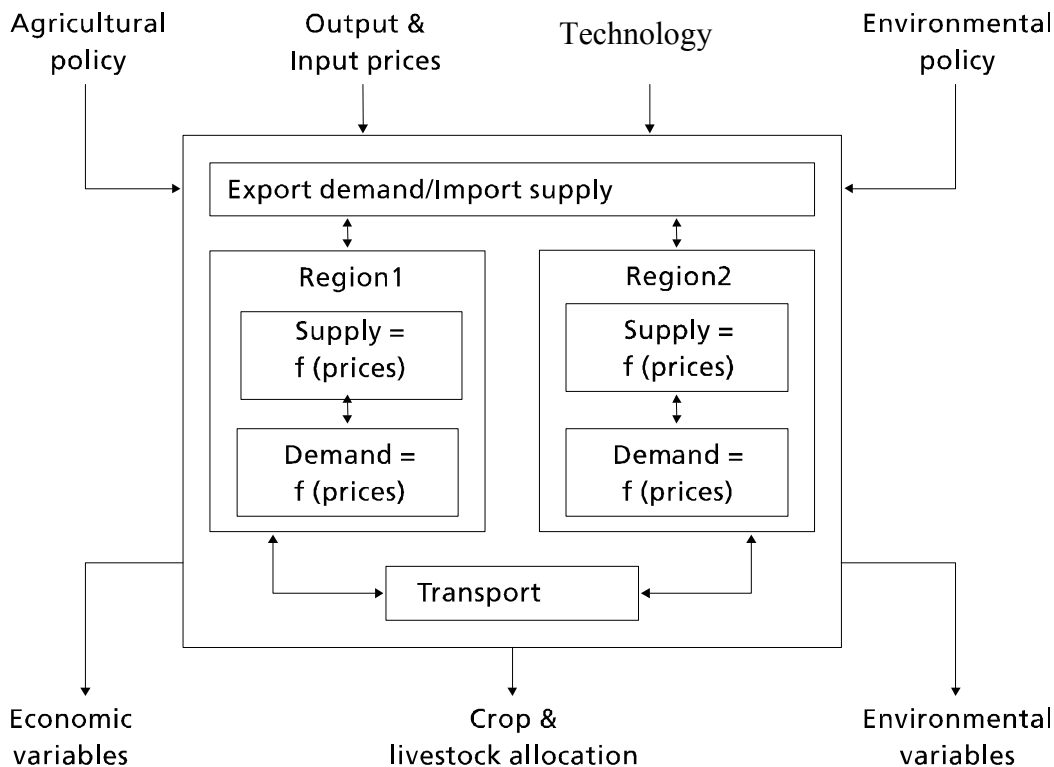 Agricultural
policy
Output &
Input prices
Technology
Environmental
policy
Export demand/Import supply
Region1
Supply =
f (prices)
Demand =
f (prices)
Region2
Supply =
f (prices)
Demand =
f (prices)
Transport
Economic
variables
Crop &
livestock allocation
Environmental
variables